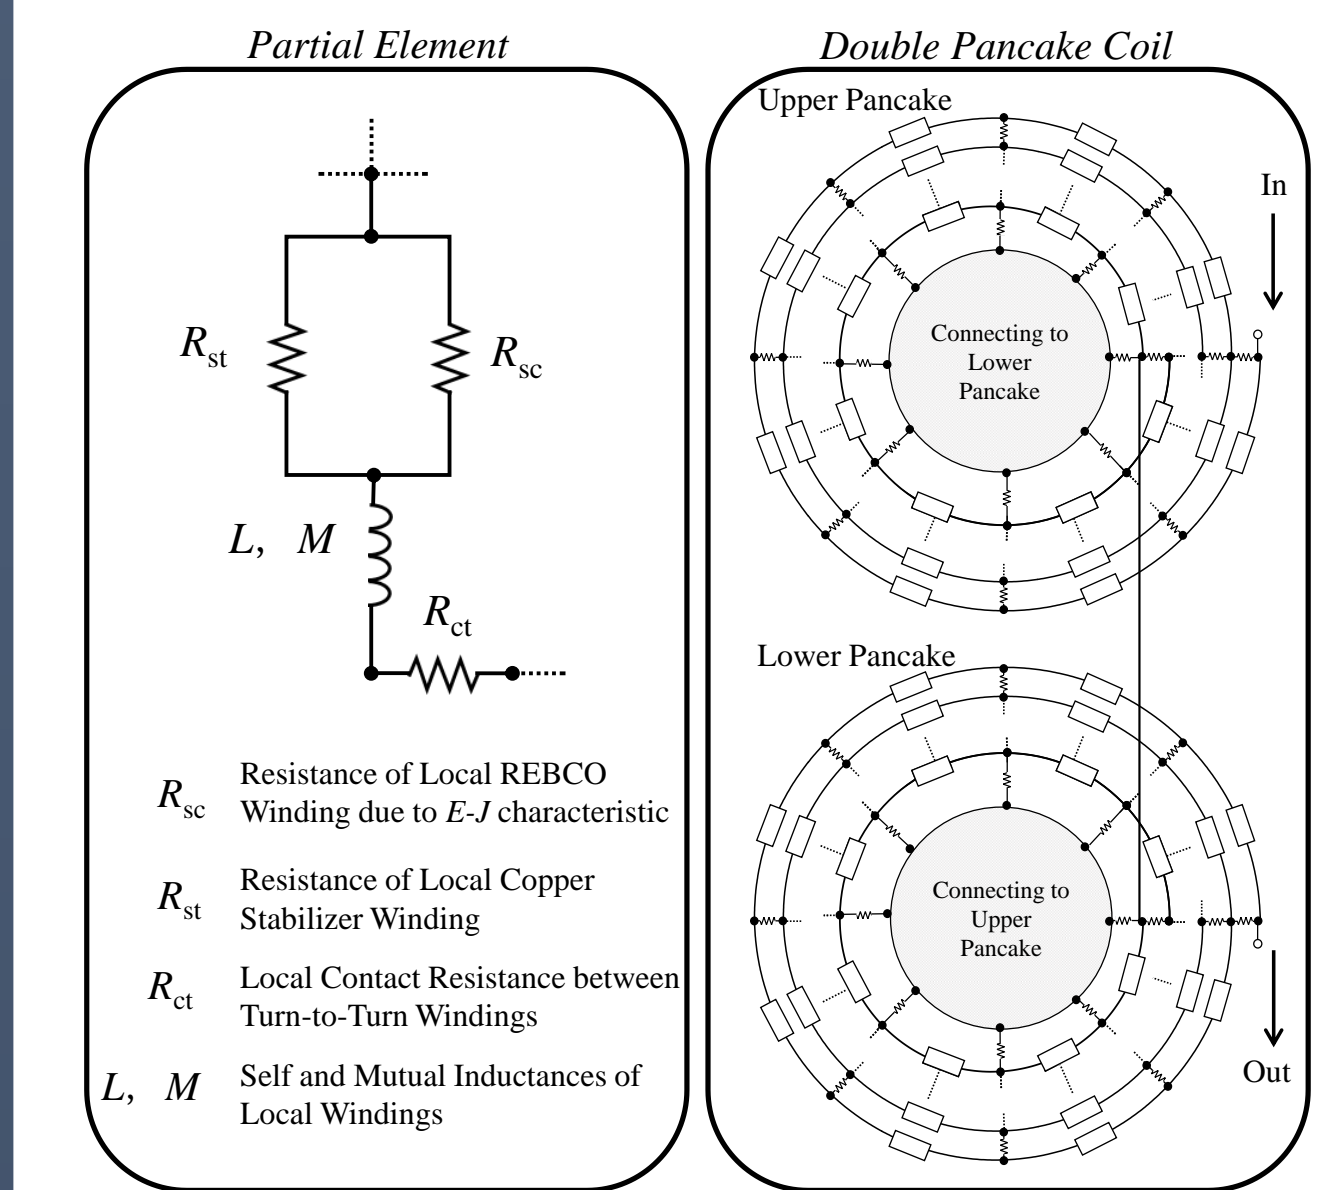 Partial Element
R_st
R_sc
L, M
R_ct
R_sc Resistance of Local REBCO
Winding due to E-J characteristic
R_st Resistance of Local Copper
Stabilizer Winding
R_ct Local Contact Resistance between
Turn-to-Turn Windings
L, M Self and Mutual Inductances of
Local Windings
Double Pancake Coil
Upper Pancake
In
Connecting to
Lower
Pancake
Lower Pancake
Connecting to
Upper
Pancake
Out